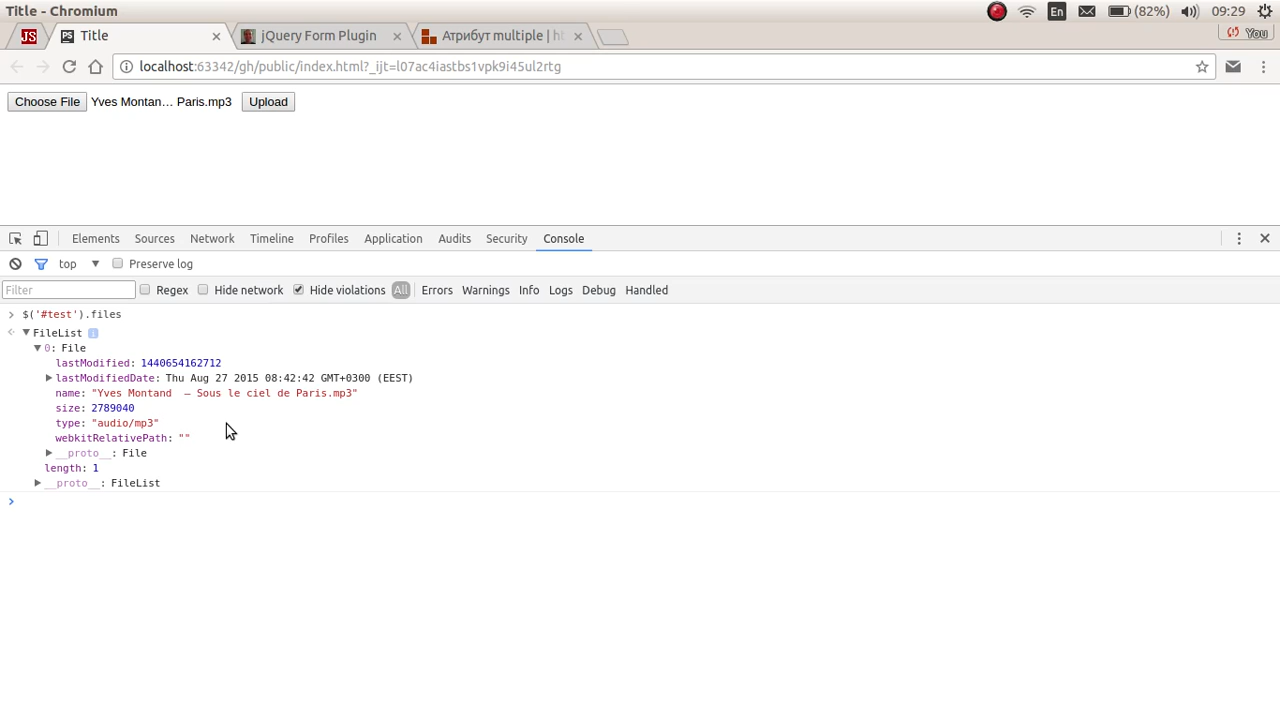 Title - Chromium
En
(82%)
09:29
JS
PS Title
jQuery Form Plugin
Атрибут multiple | h
You
localhost:63342/gh/public/index.html?_ijt=l07ac4iastbs1vpk9i45ul2rtg
Choose File Yves Montan… Paris.mp3 Upload
Elements Sources Network Timeline Profiles Application Audits Security Console
top Preserve log
Filter Regex Hide network Hide violations All Errors Warnings Info Logs Debug Handled
> $('#test').files
FileList i
0: File
lastModified: 1440654162712
lastModifiedDate: Thu Aug 27 2015 08:42:42 GMT+0300 (EEST)
name: "Yves Montand  – Sous le ciel de Paris.mp3"
size: 2789040
type: "audio/mp3"
webkitRelativePath: ""
__proto__: File
length: 1
__proto__: FileList
>